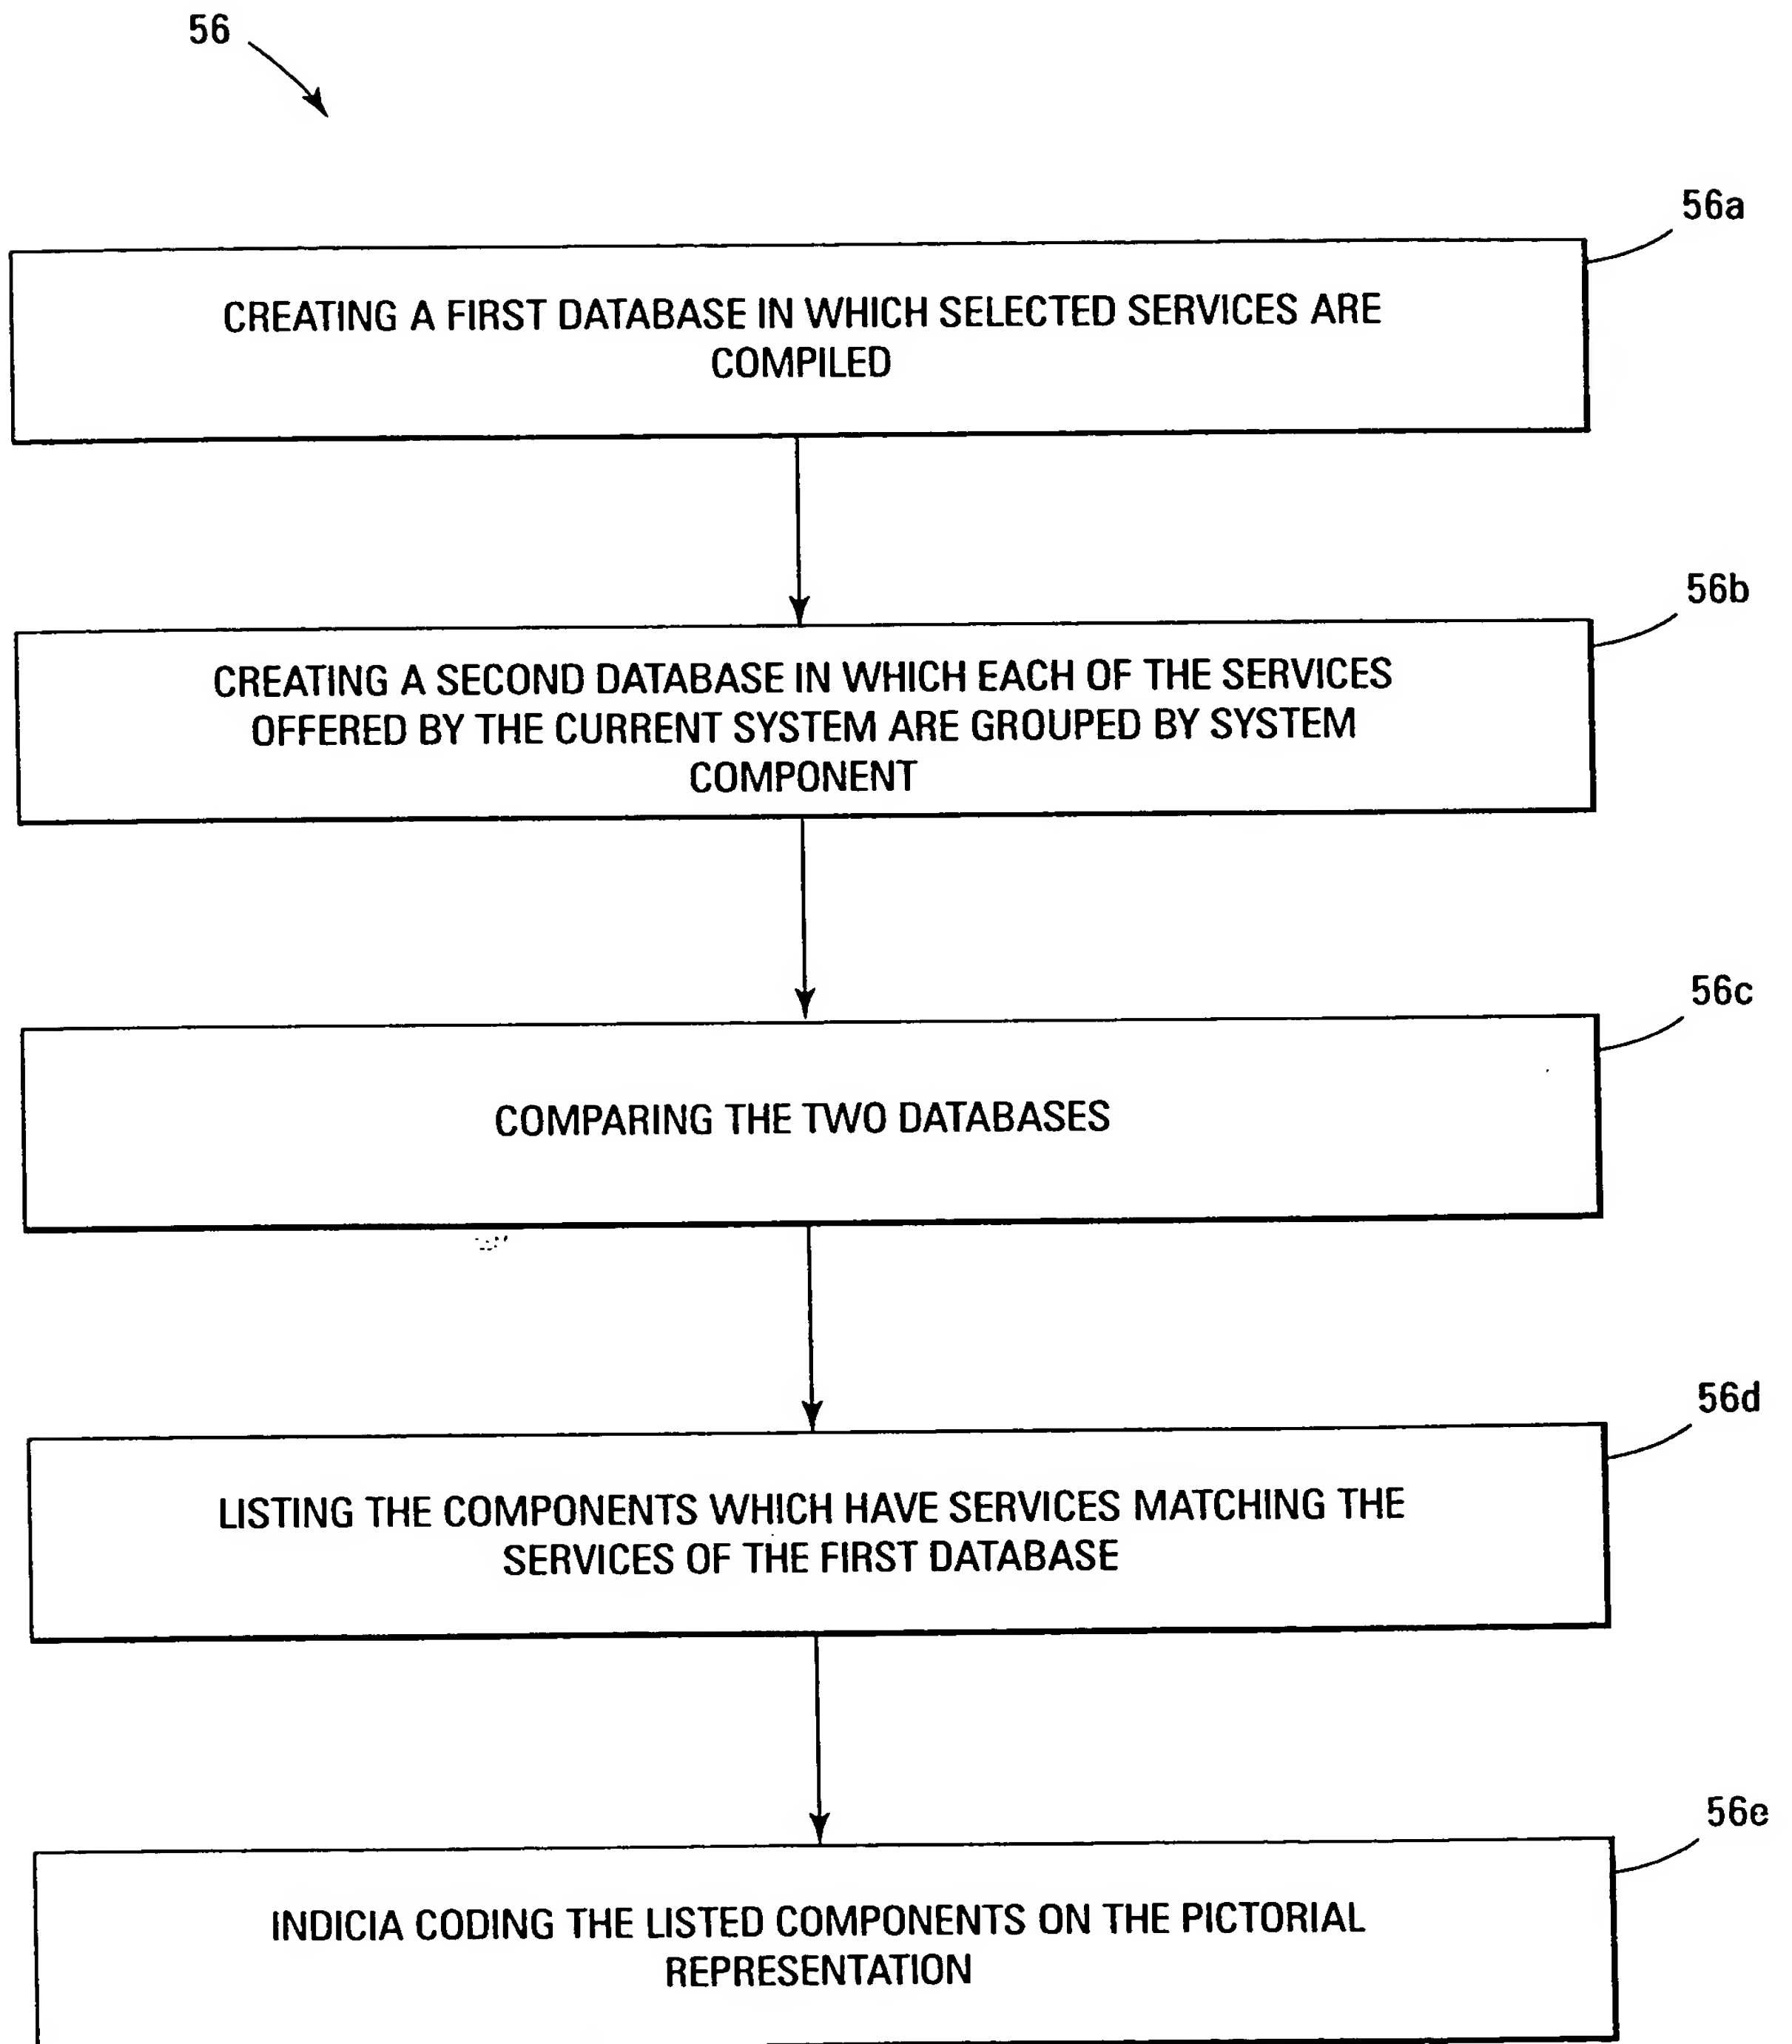 56
56a
CREATING A FIRST DATABASE IN WHICH SELECTED SERVICES ARE
COMPILED
56b
CREATING A SECOND DATABASE IN WHICH EACH OF THE SERVICES
OFFERED BY THE CURRENT SYSTEM ARE GROUPED BY SYSTEM
COMPONENT
56c
COMPARING THE TWO DATABASES
56d
LISTING THE COMPONENTS WHICH HAVE SERVICES MATCHING THE
SERVICES OF THE FIRST DATABASE
56e
INDICIA CODING THE LISTED COMPONENTS ON THE PICTORIAL
REPRESENTATION